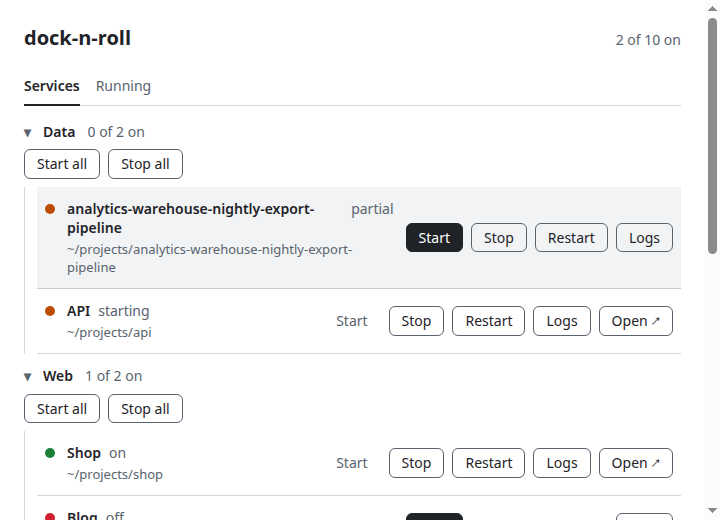 dock-n-roll
2 of 10 on
Services Running
▼ Data 0 of 2 on
Start all Stop all
analytics-warehouse-nightly-export-
pipeline
partial
~/projects/analytics-warehouse-nightly-export-
pipeline
Start Stop Restart Logs
API starting
~/projects/api
Start Stop Restart Logs Open ↗
▼ Web 1 of 2 on
Start all Stop all
Shop on
~/projects/shop
Start Stop Restart Logs Open ↗
Blog off